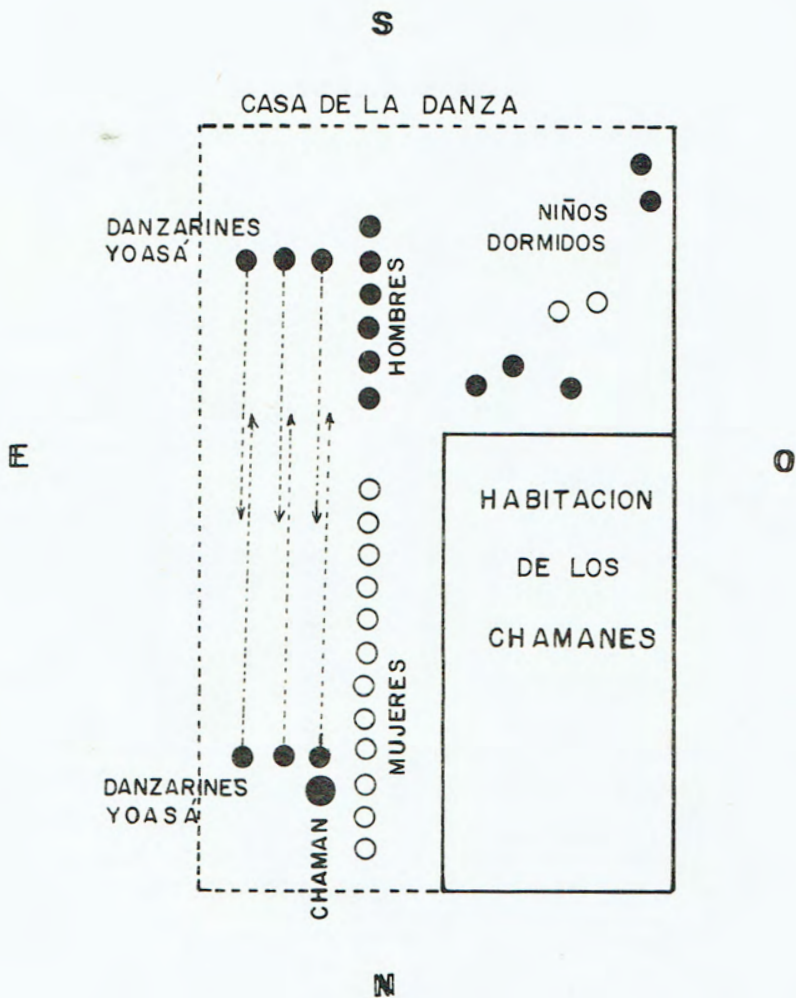 S
CASA DE LA DANZA
DANZARINES
YOASÁ
NIÑOS
DORMIDOS
HOMBRES
E
O
HABITACION
DE LOS
CHAMANES
MUJERES
DANZARINES
YOASÁ
CHAMAN
N